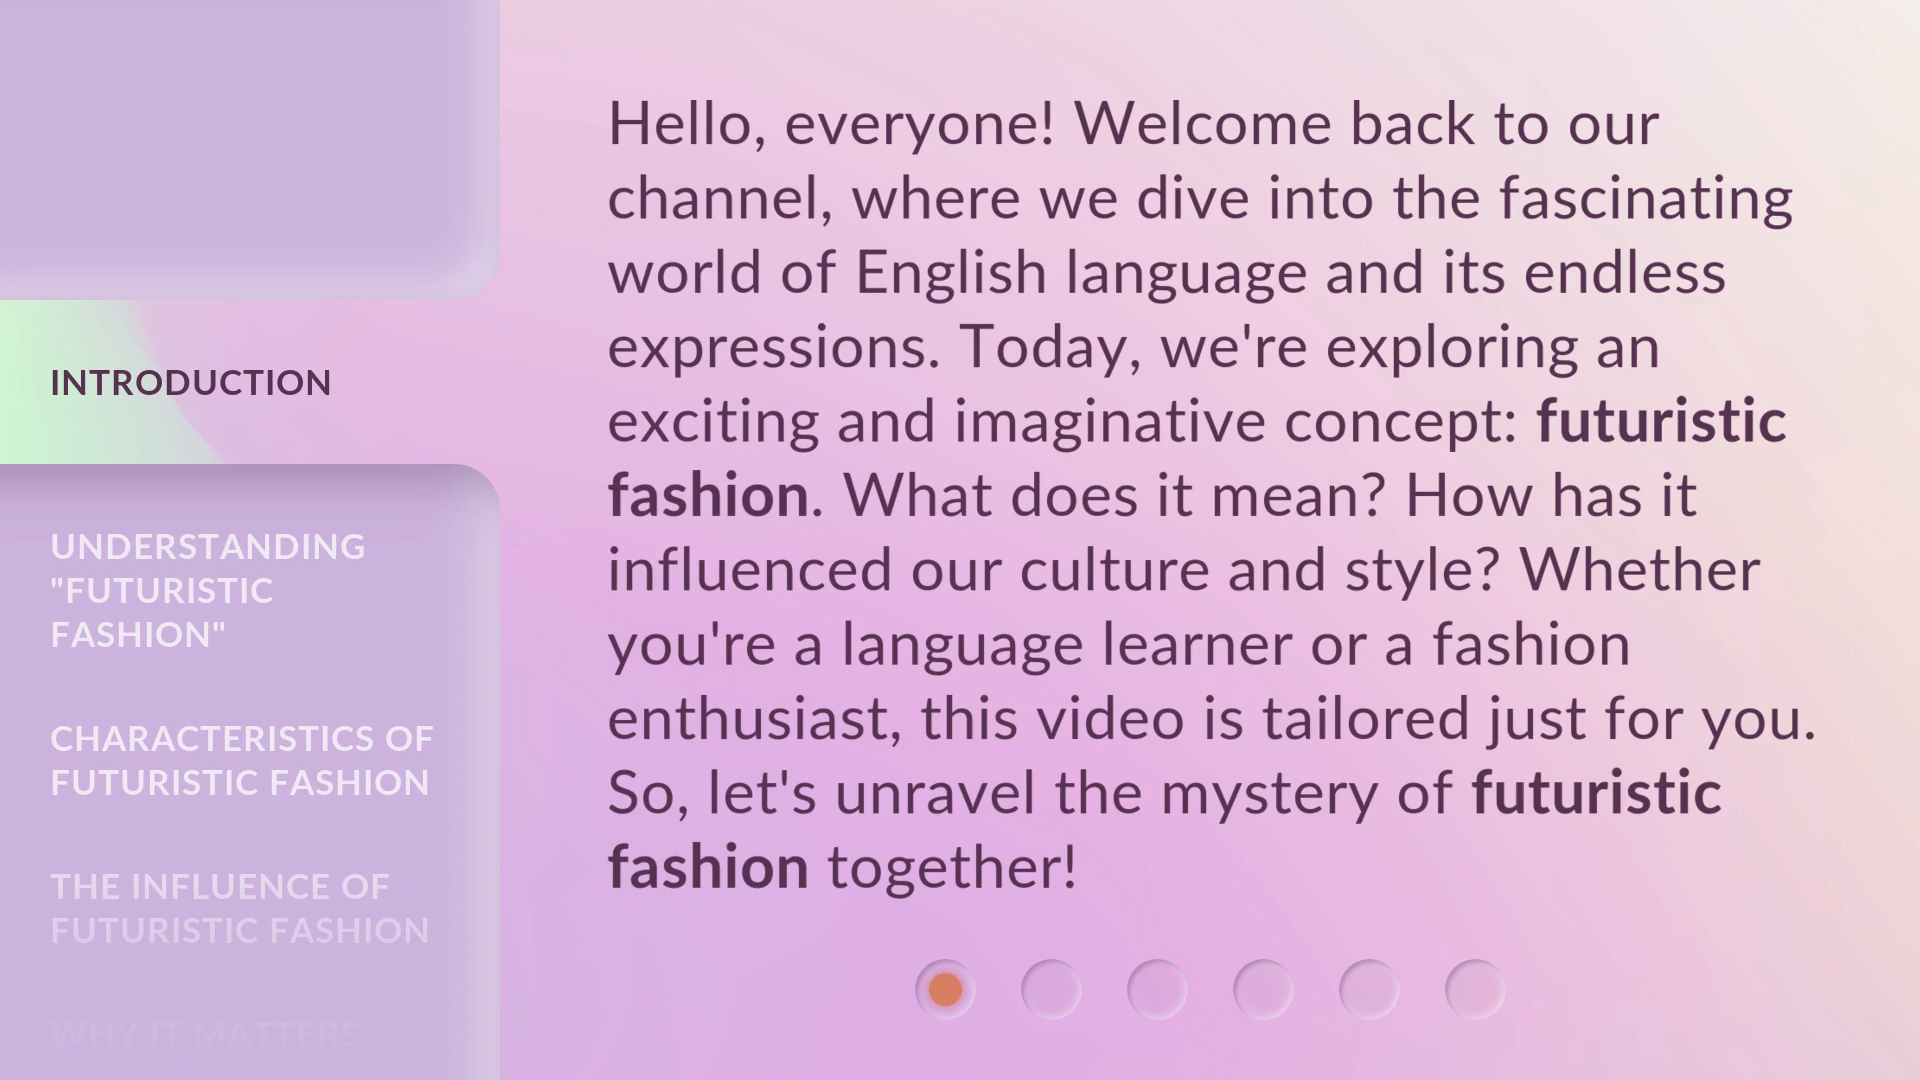 INTRODUCTION
UNDERSTANDING
"FUTURISTIC
FASHION"
CHARACTERISTICS OF
FUTURISTIC FASHION
THE INFLUENCE OF
FUTURISTIC FASHION
WHY IT MATTERS
Hello, everyone! Welcome back to our
channel, where we dive into the fascinating
world of English language and its endless
expressions. Today, we're exploring an
exciting and imaginative concept: futuristic
fashion. What does it mean? How has it
influenced our culture and style? Whether
you're a language learner or a fashion
enthusiast, this video is tailored just for you.
So, let's unravel the mystery of futuristic
fashion together!